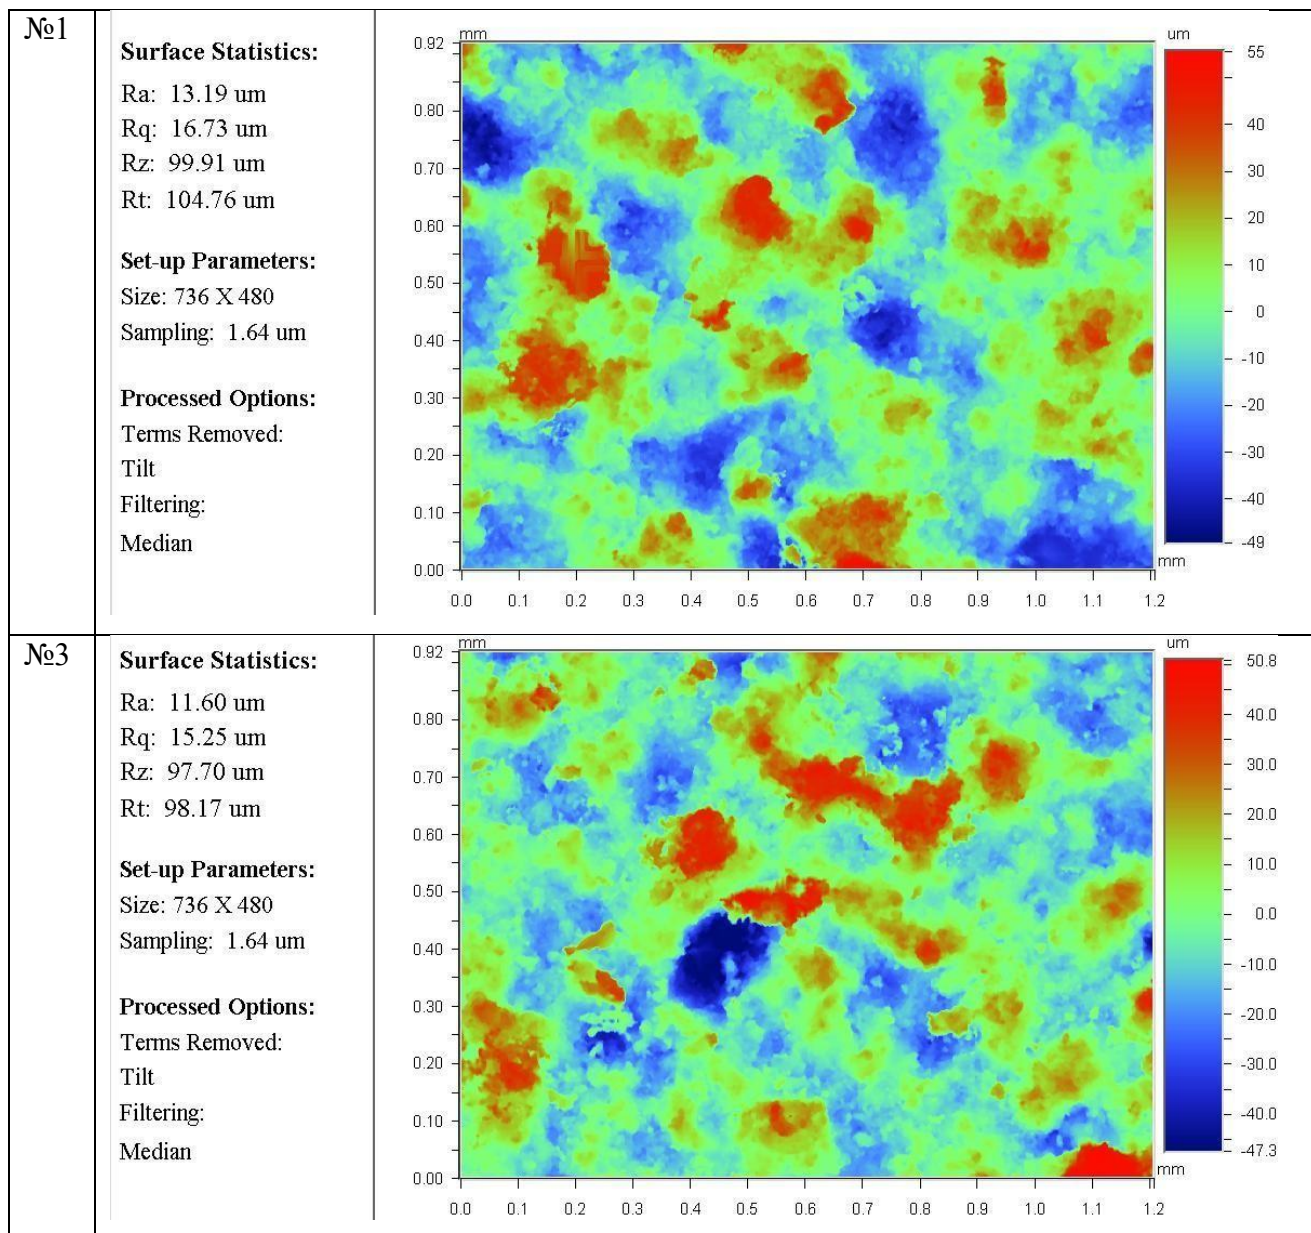 №1
Surface Statistics:
Ra: 13.19 um
Rq: 16.73 um
Rz: 99.91 um
Rt: 104.76 um
Set-up Parameters:
Size: 736 X 480
Sampling: 1.64 um
Processed Options:
Terms Removed:
Tilt
Filtering:
Median
mm
0.92
0.80
0.70
0.60
0.50
0.40
0.30
0.20
0.10
0.00
0.0 0.1 0.2 0.3 0.4 0.5 0.6 0.7 0.8 0.9 1.0 1.1 1.2
mm
um
55
40
30
20
10
0
-10
-20
-30
-40
-49
№3
Surface Statistics:
Ra: 11.60 um
Rq: 15.25 um
Rz: 97.70 um
Rt: 98.17 um
Set-up Parameters:
Size: 736 X 480
Sampling: 1.64 um
Processed Options:
Terms Removed:
Tilt
Filtering:
Median
mm
0.92
0.80
0.70
0.60
0.50
0.40
0.30
0.20
0.10
0.00
0.0 0.1 0.2 0.3 0.4 0.5 0.6 0.7 0.8 0.9 1.0 1.1 1.2
mm
um
50.8
40.0
30.0
20.0
10.0
0.0
-10.0
-20.0
-30.0
-40.0
-47.3